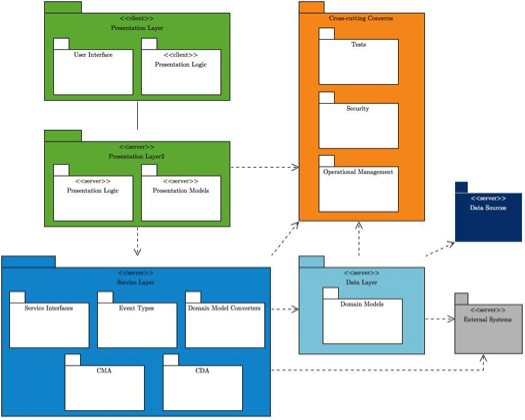 <<client>>
Presentation Layer
User Interface
<<client>>
Presentation Logic
<<server>>
Presentation Layer2
<<server>>
Presentation Logic
<<server>>
Presentation Models
Cross-cutting Concerns
Tests
Security
Operational Management
<<server>>
Data Sources
<<server>>
Service Layer
Service Interfaces
Event Types
Domain Model Converters
CMA
CDA
<<server>>
Data Layer
Domain Models
<<server>>
External Systems